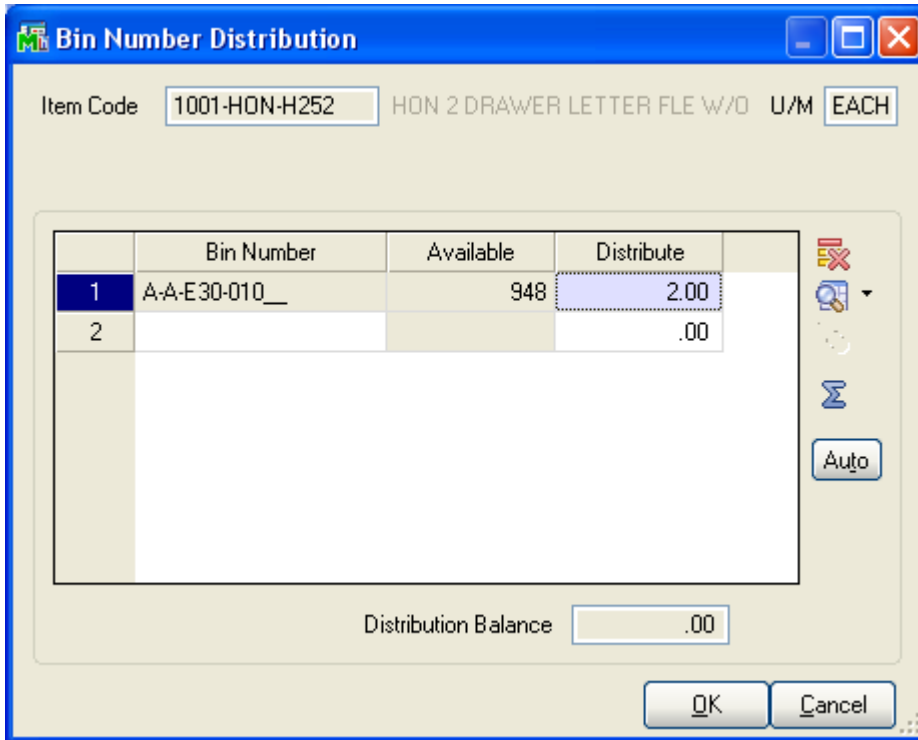 Bin Number Distribution
Item Code 1001-HON-H252 HON 2 DRAWER LETTER FLE W/O U/M EACH
Bin Number Available Distribute
1 A-A-E30-010__ 948 2.00
2 .00
Auto
Distribution Balance .00
OK Cancel